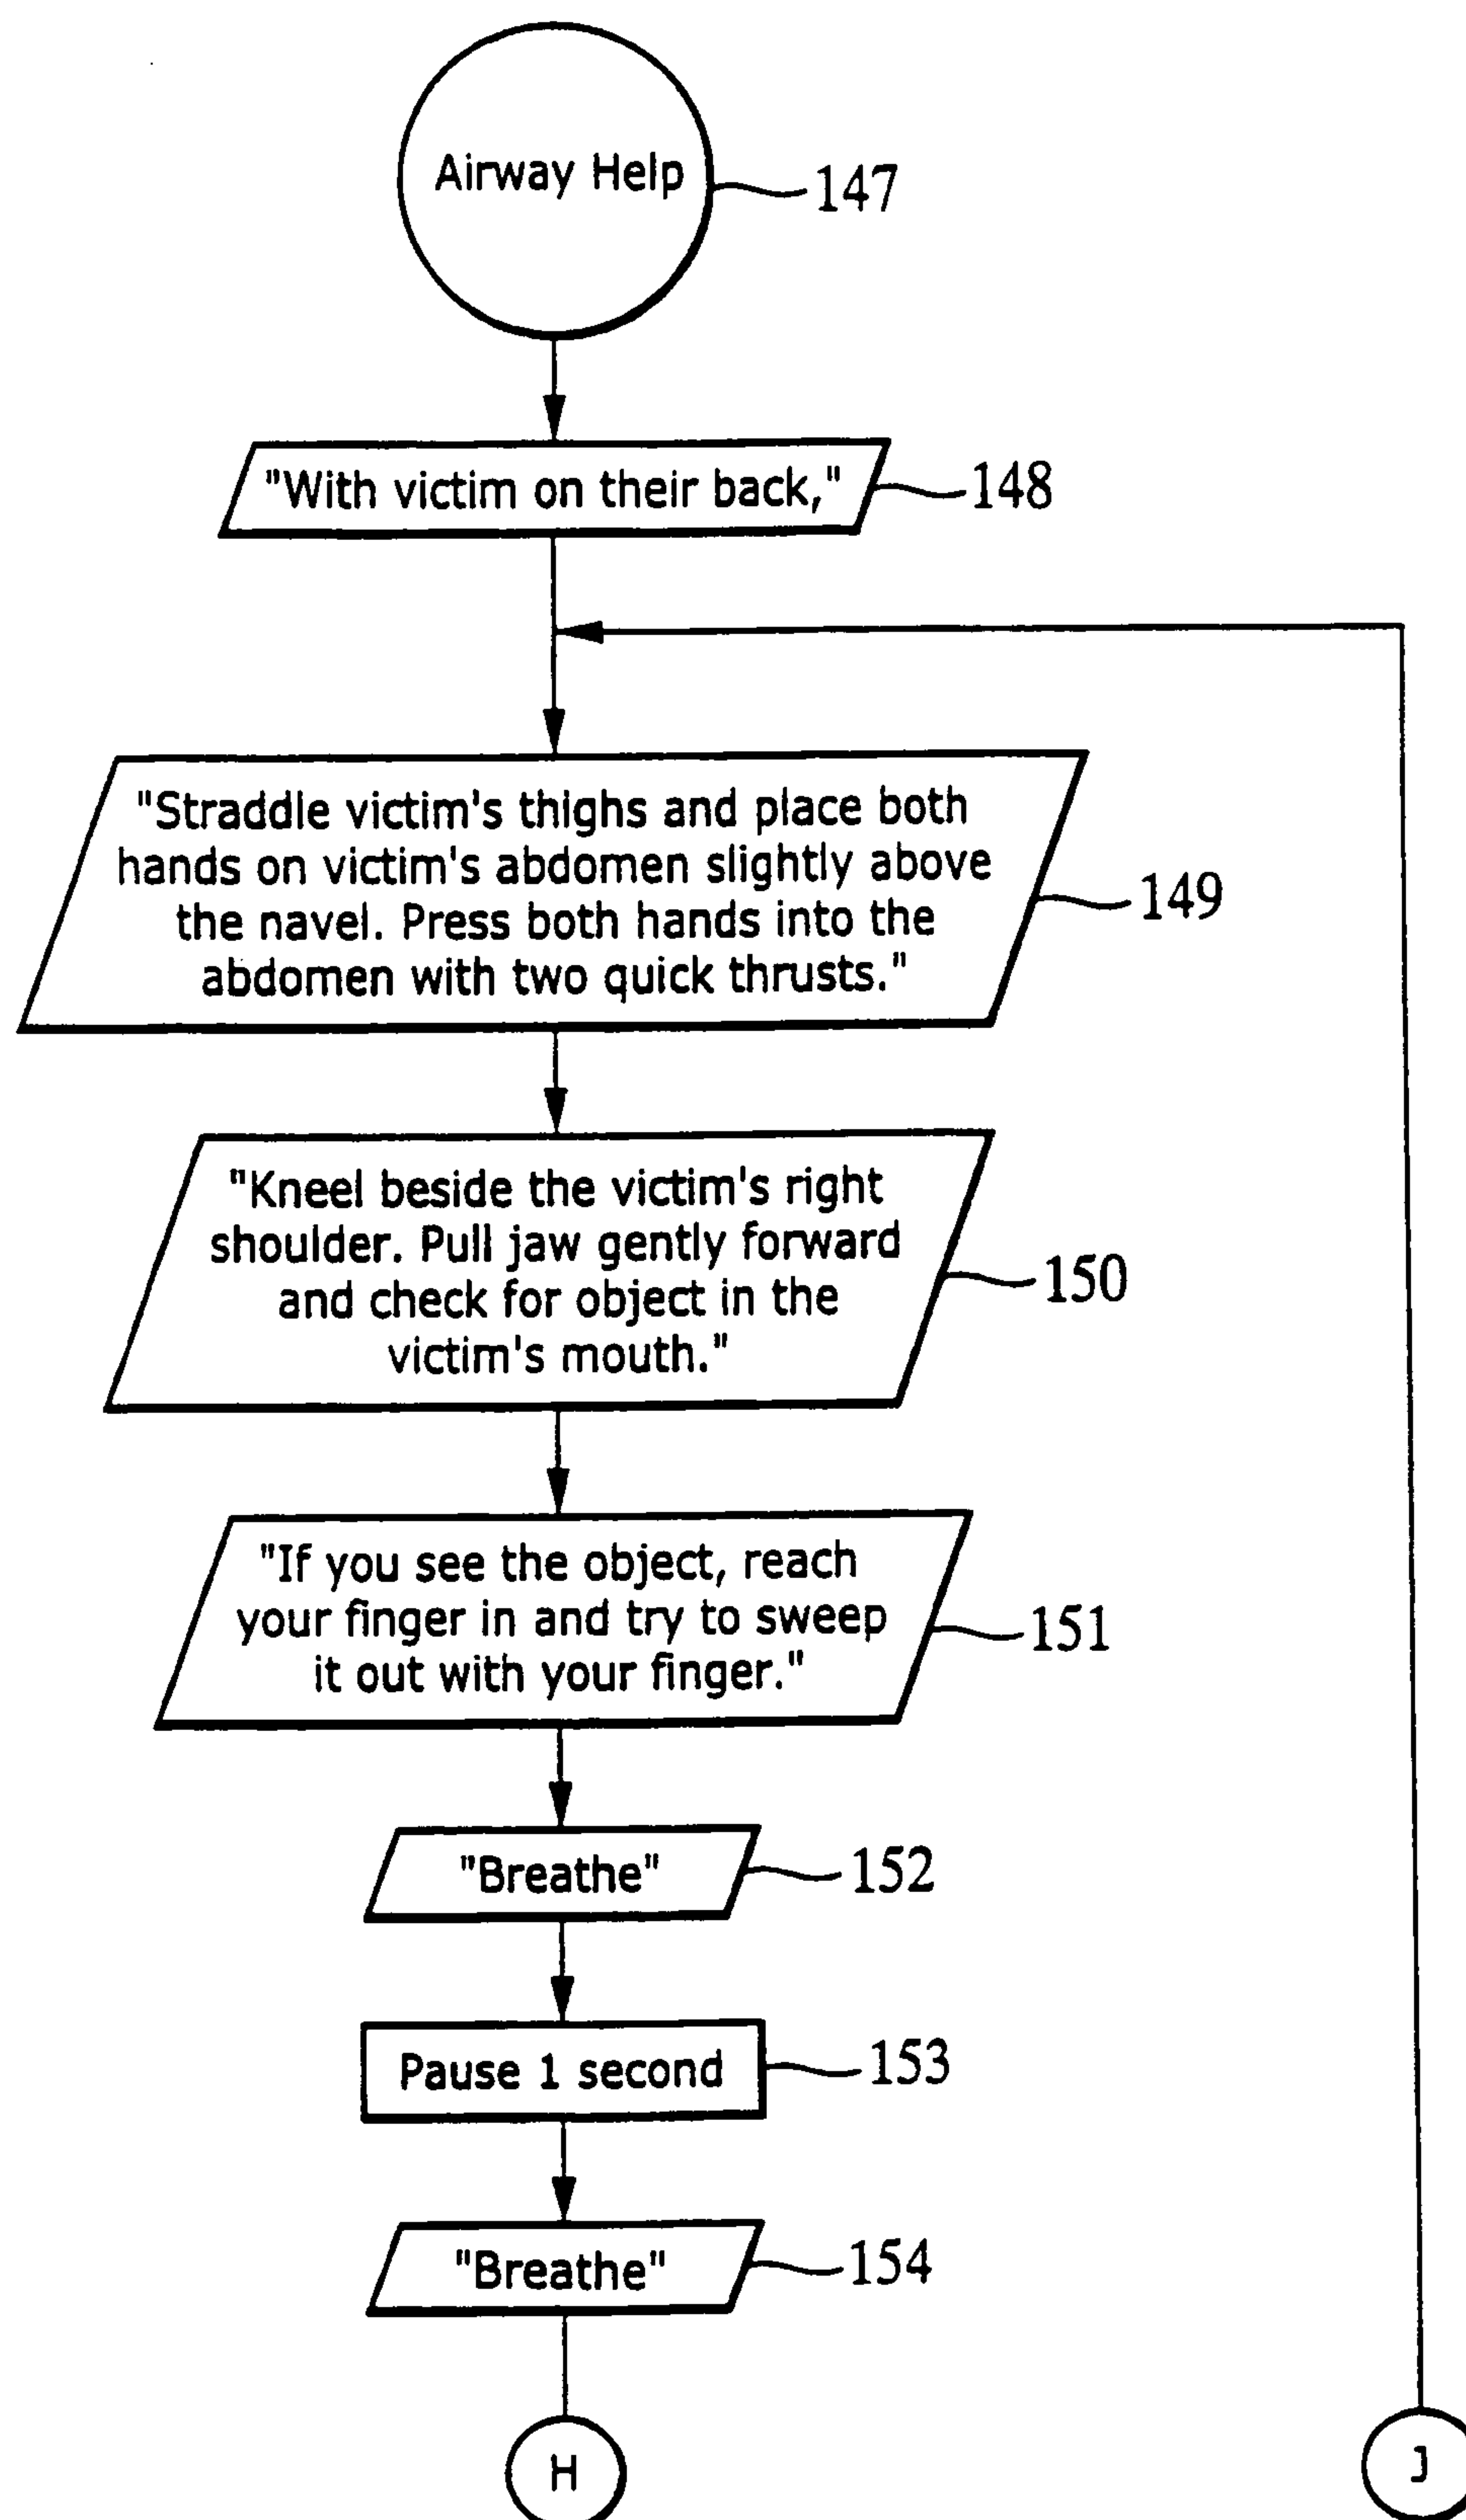 Airway Help
147
"With victim on their back,"
148
"Straddle victim's thighs and place both
hands on victim's abdomen slightly above
the navel. Press both hands into the
abdomen with two quick thrusts."
149
"Kneel beside the victim's right
shoulder. Pull jaw gently forward
and check for object in the
victim's mouth."
150
"If you see the object, reach
your finger in and try to sweep
it out with your finger."
151
"Breathe"
152
Pause 1 second
153
"Breathe"
154
H
J